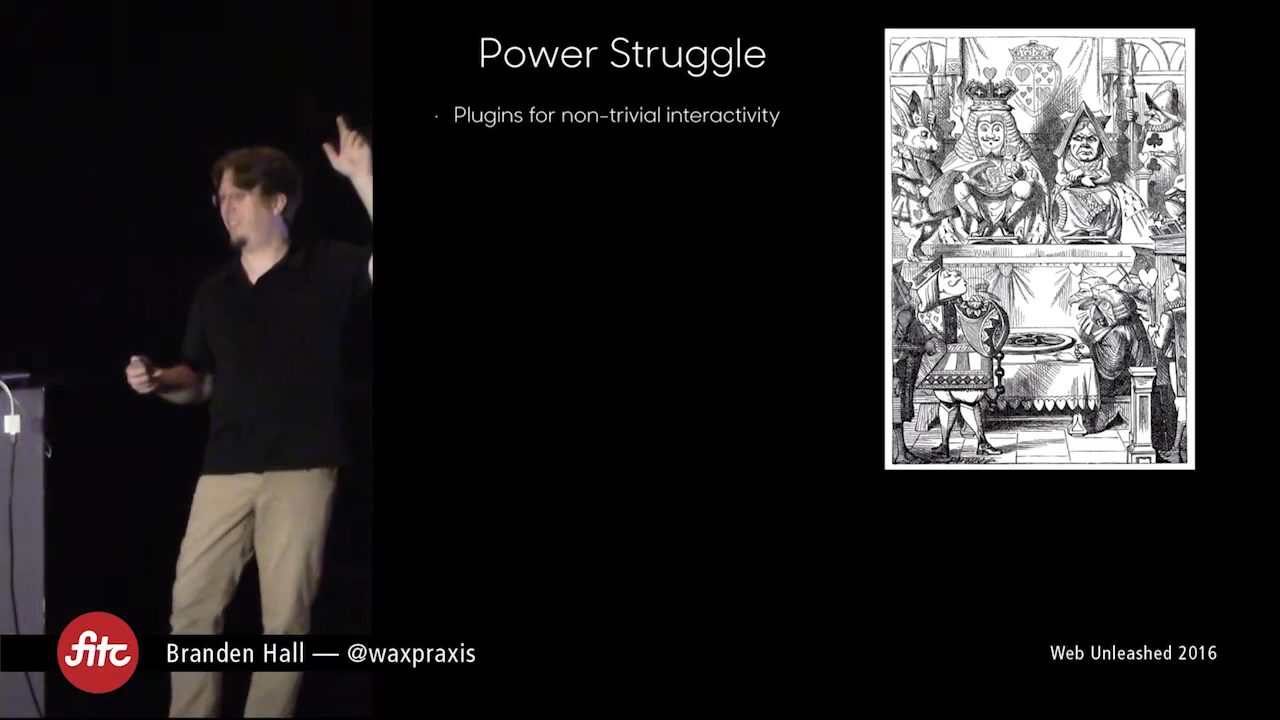 Power Struggle
· Plugins for non-trivial interactivity
fitc
Branden Hall — @waxpraxis
Web Unleashed 2016